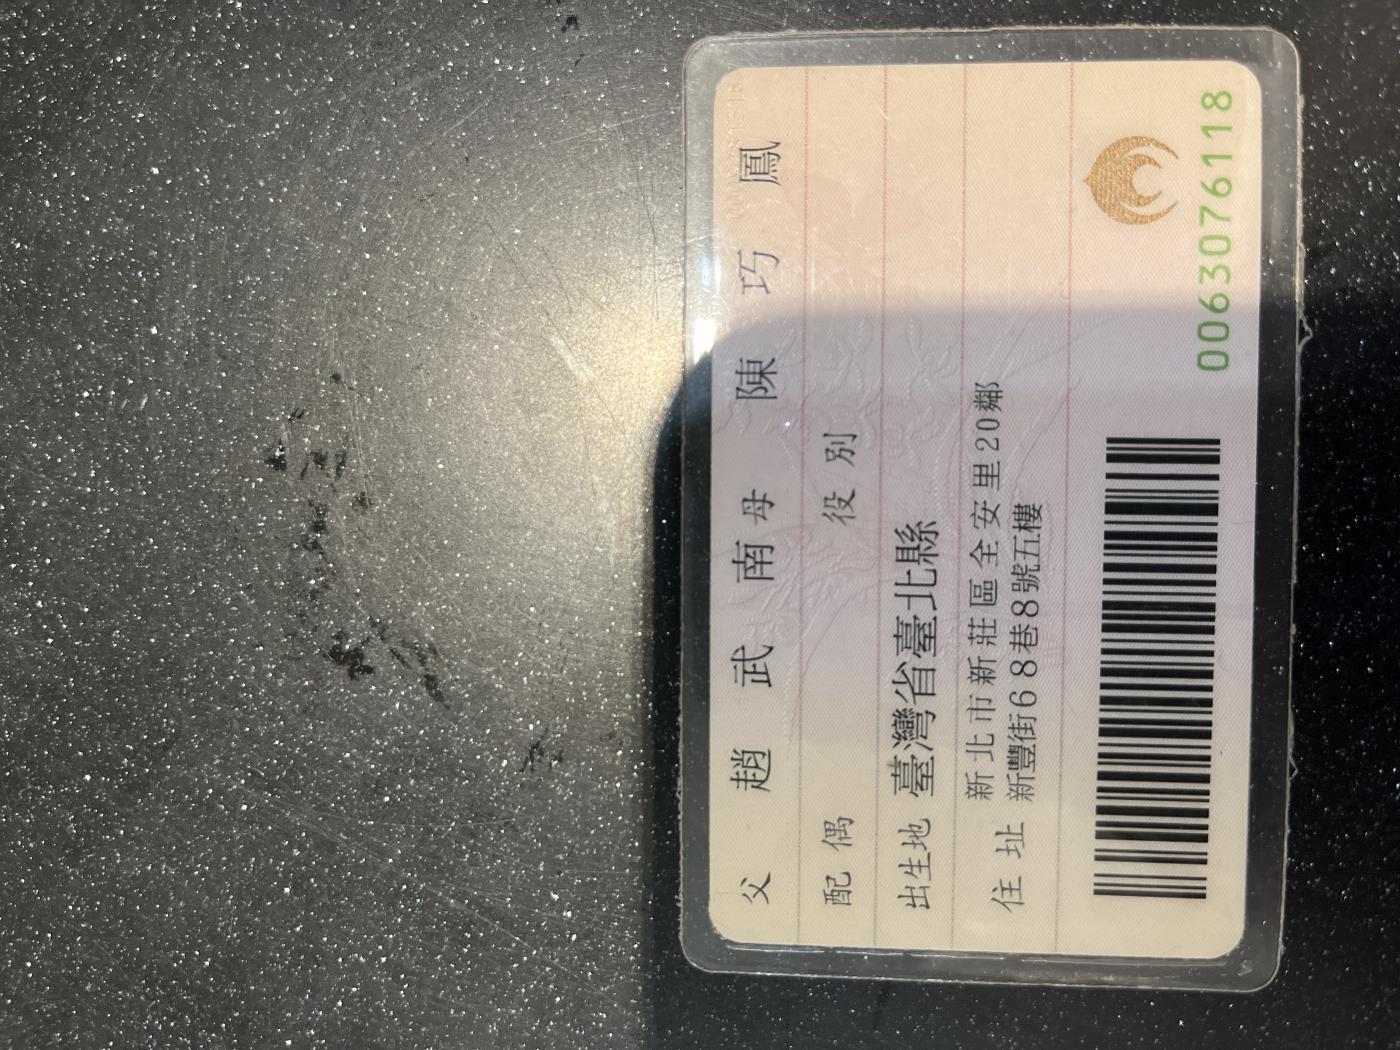 父 趙 武 南 母 陳 巧 鳳
配偶 役別
出生地 臺灣省臺北縣
住址 新北市新莊區全安里20鄰
新豐街68巷8號五樓
0063076118